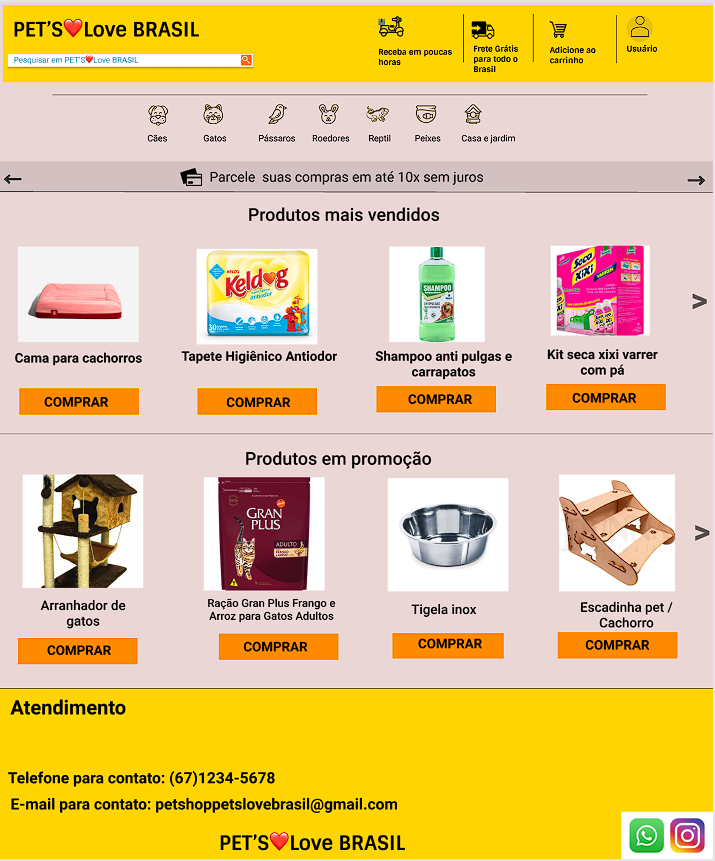 PET'S❤️Love BRASIL
Pesquisar em PET'S❤️Love BRASIL
Receba em poucas
horas
Frete Grátis
para todo o
Brasil
Adicione ao
carrinho
Usuário
Cães
Gatos
Pássaros
Roedores
Reptil
Peixes
Casa e jardim
Parcele suas compras em até 10x sem juros
Produtos mais vendidos
Keldog
antiodor
30
SHAMPOO
Seca
XiXi
Cama para cachorros
Tapete Higiênico Antiodor
Shampoo anti pulgas e
carrapatos
Kit seca xixi varrer
com pá
COMPRAR
COMPRAR
COMPRAR
COMPRAR
>
Produtos em promoção
GRAN
PLUS
ADULTO
Arranhador de
gatos
Ração Gran Plus Frango e
Arroz para Gatos Adultos
Tigela inox
Escadinha pet /
Cachorro
COMPRAR
COMPRAR
COMPRAR
COMPRAR
>
Atendimento
Telefone para contato: (67)1234-5678
E-mail para contato: petshoppetslovebrasil@gmail.com
PET'S❤️Love BRASIL